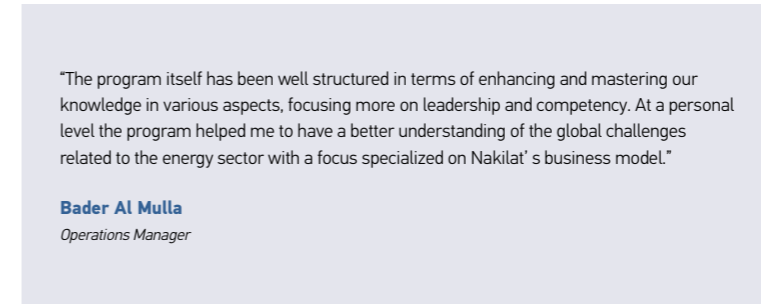 “The program itself has been well structured in terms of enhancing and mastering our
knowledge in various aspects, focusing more on leadership and competency. At a personal
level the program helped me to have a better understanding of the global challenges
related to the energy sector with a focus specialized on Nakilat’ s business model.”
Bader Al Mulla
Operations Manager